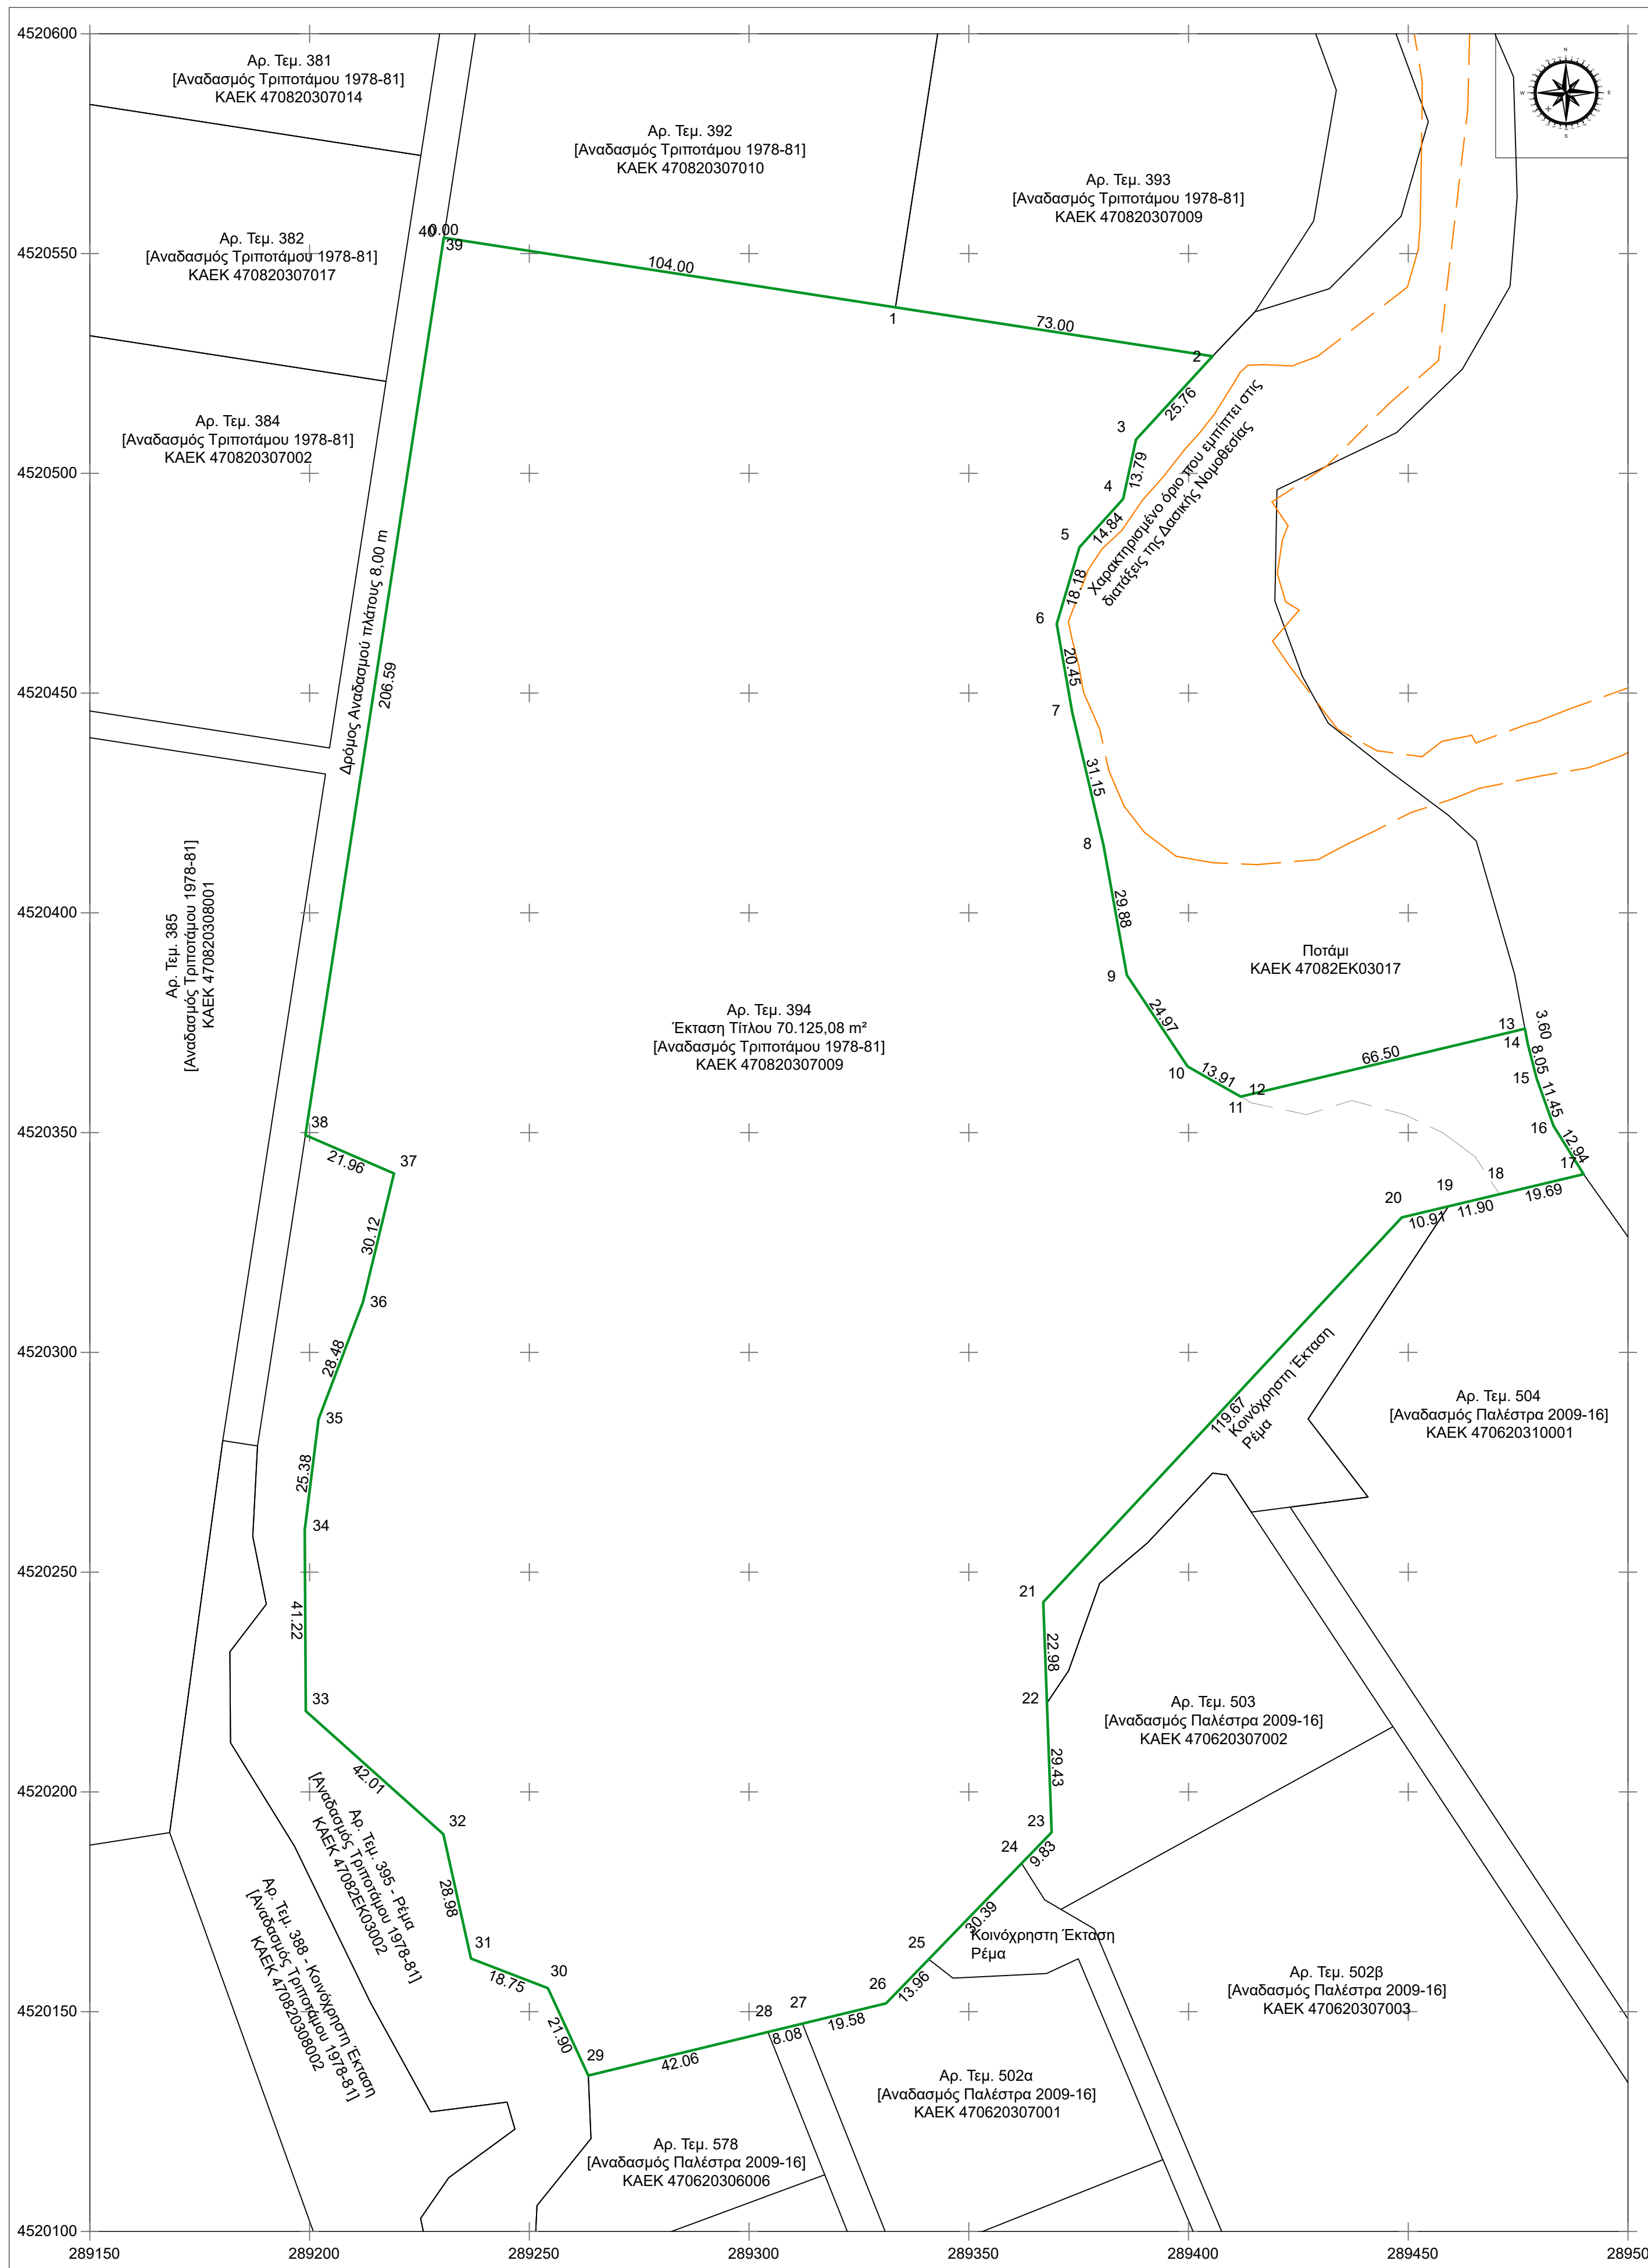 4520600
Αρ. Τεμ. 381
[Αναδασμός Τριποτάμου 1978-81]
ΚΑΕΚ 470820307014
Αρ. Τεμ. 392
[Αναδασμός Τριποτάμου 1978-81]
ΚΑΕΚ 470820307010
Αρ. Τεμ. 393
[Αναδασμός Τριποτάμου 1978-81]
ΚΑΕΚ 470820307009
N
W
E
S
Αρ. Τεμ. 382
[Αναδασμός Τριποτάμου 1978-81]
ΚΑΕΚ 470820307017
40
0.00
39
4520550
104.00
1
73.00
2
25.76
3
Αρ. Τεμ. 384
[Αναδασμός Τριποτάμου 1978-81]
ΚΑΕΚ 470820307002
4520500
13.79
4
14.84
5
18.18
6
Χαρακτηρισμένο όριο που εμπίπτει στις
διατάξεις της Δασικής Νομοθεσίας
Δρόμος Αναδασμού πλάτους 8,00 m
206.59
20.45
4520450
7
31.15
8
4520400
29.88
9
Αρ. Τεμ. 385
[Αναδασμός Τριποτάμου 1978-81]
ΚΑΕΚ 470820308001
Ποτάμι
ΚΑΕΚ 47082ΕΚ03017
Αρ. Τεμ. 394
Έκταση Τίτλου 70.125,08 m²
[Αναδασμός Τριποτάμου 1978-81]
ΚΑΕΚ 470820307009
24.97
10
13.91
11
12
66.50
13
3.60
14
8.05
15
11.45
16
12.94
17
4520350
38
21.96
37
30.12
36
18
19.69
19
11.90
20
10.91
4520300
28.48
35
25.38
34
119.67
Κοινόχρηστη Έκταση
Ρέμα
Αρ. Τεμ. 504
[Αναδασμός Παλέστρα 2009-16]
ΚΑΕΚ 470620310001
4520250
41.22
33
21
22.98
22
29.43
23
Αρ. Τεμ. 503
[Αναδασμός Παλέστρα 2009-16]
ΚΑΕΚ 470620307002
4520200
42.01
32
28.98
31
18.75
30
21.90
29
Αρ. Τεμ. 395 - Ρέμα
[Αναδασμός Τριποτάμου 1978-81]
ΚΑΕΚ 47082ΕΚ03002
Αρ. Τεμ. 388 - Κοινόχρηστη Έκταση
[Αναδασμός Τριποτάμου 1978-81]
ΚΑΕΚ 470820308002
24
9.83
30.39
25
Κοινόχρηστη Έκταση
Ρέμα
13.96
26
19.58
27
8.08
28
42.06
4520150
Αρ. Τεμ. 502β
[Αναδασμός Παλέστρα 2009-16]
ΚΑΕΚ 470620307003
Αρ. Τεμ. 502α
[Αναδασμός Παλέστρα 2009-16]
ΚΑΕΚ 470620307001
Αρ. Τεμ. 578
[Αναδασμός Παλέστρα 2009-16]
ΚΑΕΚ 470620306006
4520100
289150
289200
289250
289300
289350
289400
289450
28950